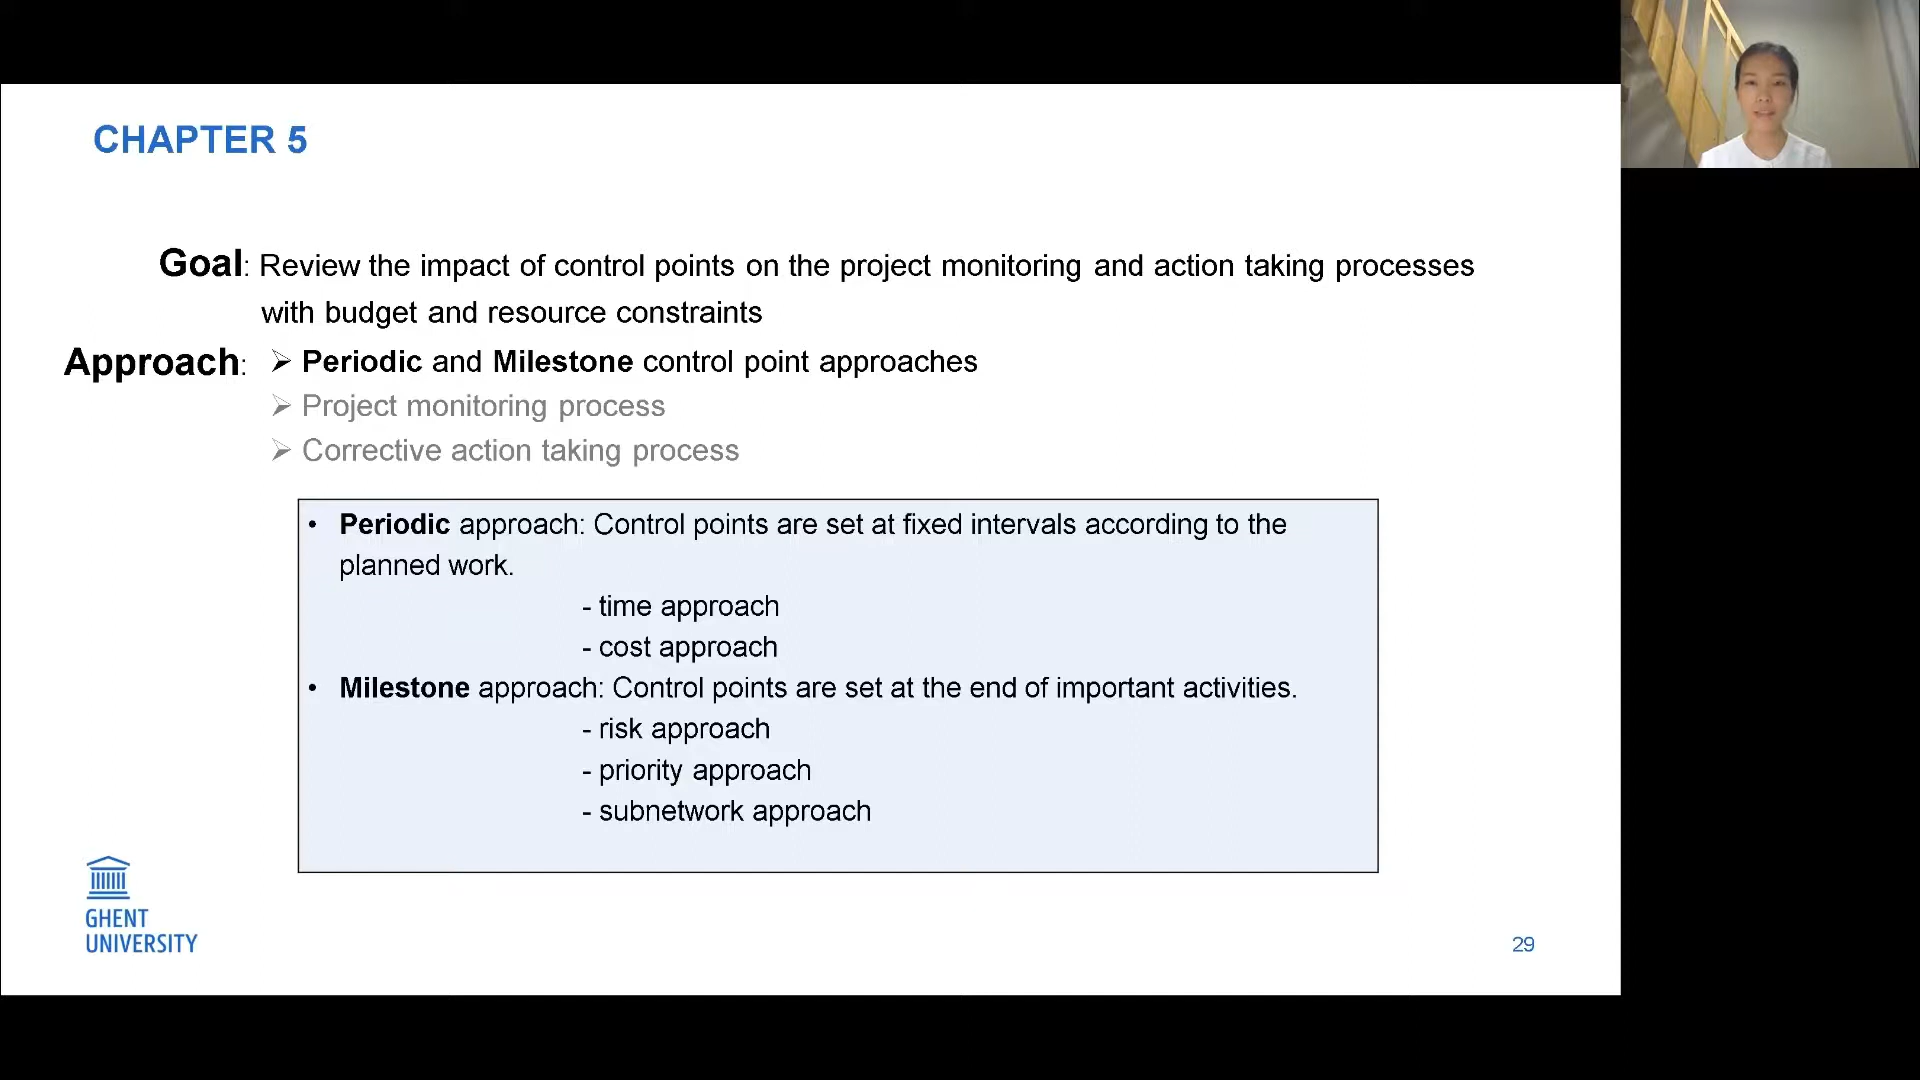 CHAPTER 5
Goal: Review the impact of control points on the project monitoring and action taking processes
with budget and resource constraints
Approach: ➢ Periodic and Milestone control point approaches
➢ Project monitoring process
➢ Corrective action taking process
• Periodic approach: Control points are set at fixed intervals according to the
planned work.
- time approach
- cost approach
• Milestone approach: Control points are set at the end of important activities.
- risk approach
- priority approach
- subnetwork approach
GHENT
UNIVERSITY
29